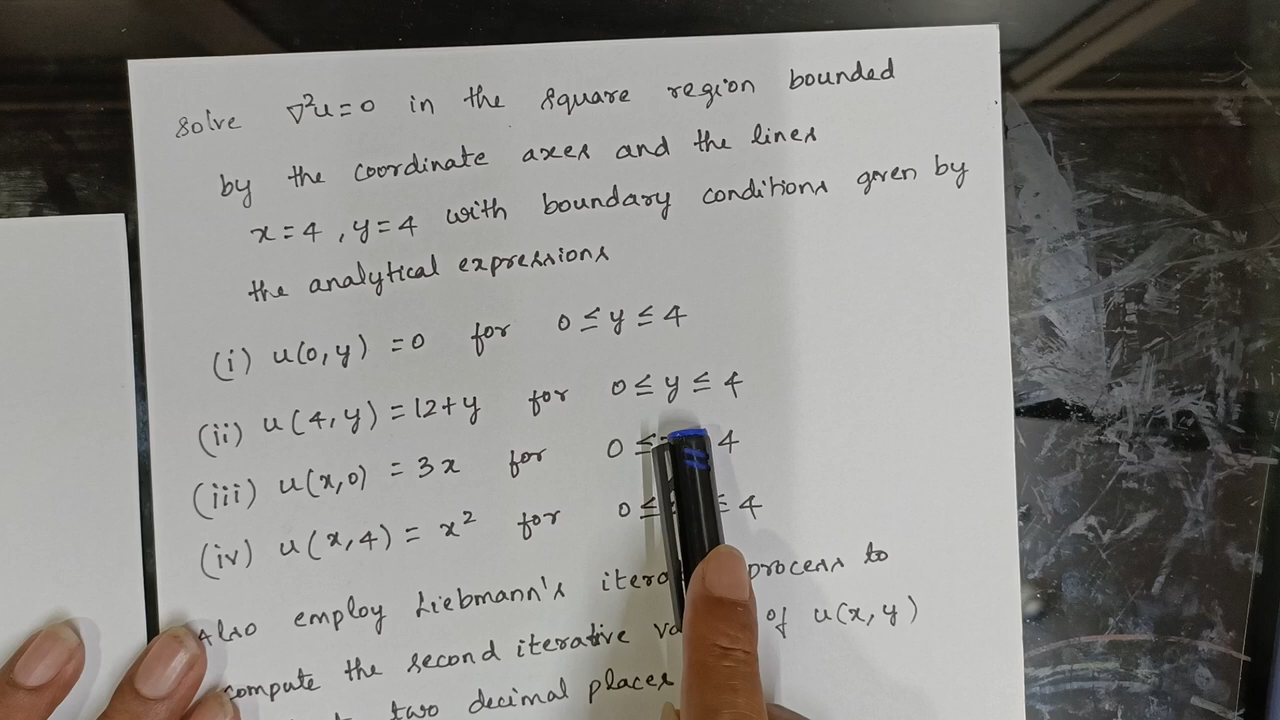 Solve ∇²u=0 in the square region bounded
by the coordinate axes and the lines
x=4, y=4 with boundary conditions given by
the analytical expressions
(i) u(0,y) =0 for 0≤y≤4
(ii) u(4,y)=12+y for 0≤y≤4
(iii) u(x,0) = 3x for 0≤ 4
(iv) u(x,4)= x² for 0≤ ≤4
Also employ Liebmann's process to
compute the second iterative of u(x,y)
two decimal places